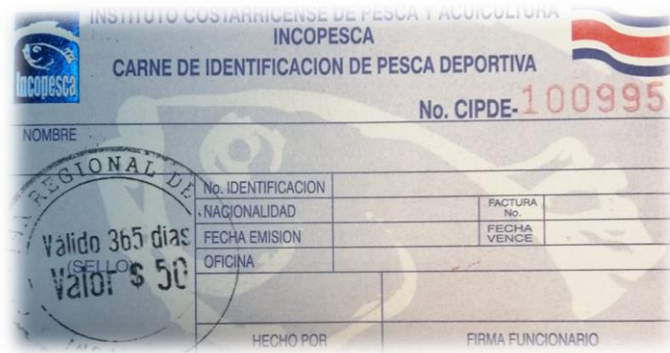 INSTITUTO COSTARRICENSE DE PESCA Y ACUICULTURA
INCOPESCA
Incopesca
CARNE DE IDENTIFICACION DE PESCA DEPORTIVA
No. CIPDE-100995
NOMBRE
REGIONAL DE
No. IDENTIFICACION
NACIONALIDAD
FACTURA
No.
Válido 365 días
FECHA EMISION
FECHA
VENCE
(SELLO)
Valor $ 50
OFICINA
HECHO POR
FIRMA FUNCIONARIO